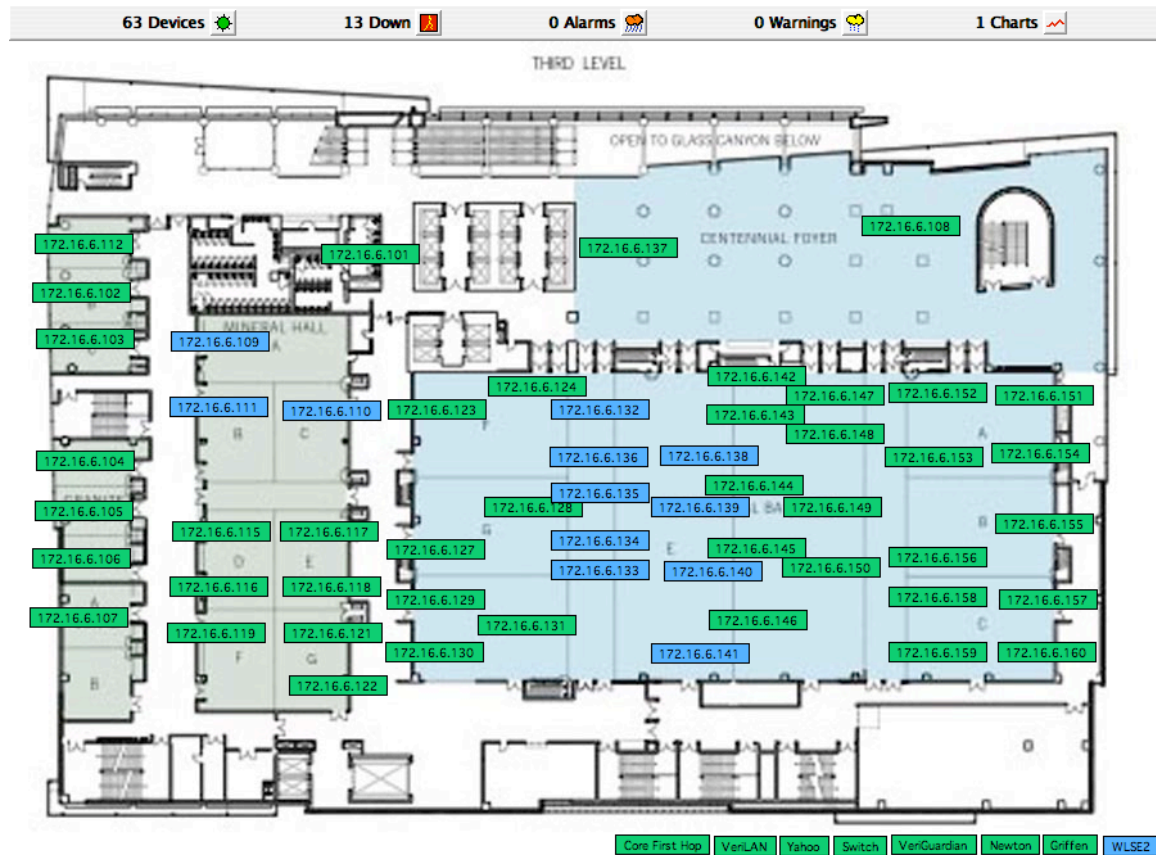 63 Devices 13 Down 0 Alarms 0 Warnings 1 Charts
THIRD LEVEL
OPEN TO GLASS CANYON BELOW
172.16.6.108
172.16.6.112
172.16.6.101
172.16.6.137
CENTENNIAL FOYER
172.16.6.102
B
MINERAL HALL
172.16.6.103
172.16.6.109
A
C
172.16.6.142
172.16.6.124
172.16.6.147
172.16.6.152
172.16.6.151
172.16.6.111
172.16.6.110
172.16.6.123
172.16.6.132
172.16.6.143
F
B
C
172.16.6.148
A
172.16.6.104
172.16.6.136
172.16.6.138
172.16.6.153
172.16.6.154
172.16.6.144
172.16.6.135
GRANITE
172.16.6.105
172.16.6.128
172.16.6.139
172.16.6.149
172.16.6.115
172.16.6.117
G
B
172.16.6.155
172.16.6.134
172.16.6.106
D
E
172.16.6.127
E
172.16.6.145
172.16.6.156
172.16.6.133
172.16.6.140
172.16.6.150
172.16.6.116
172.16.6.118
A
172.16.6.129
172.16.6.158
172.16.6.157
172.16.6.107
172.16.6.119
172.16.6.121
172.16.6.131
172.16.6.146
C
172.16.6.130
172.16.6.141
172.16.6.159
172.16.6.160
F
G
B
172.16.6.122
Core First Hop VeriLAN Yahoo Switch VeriGuardian Newton Griffen WLSE2